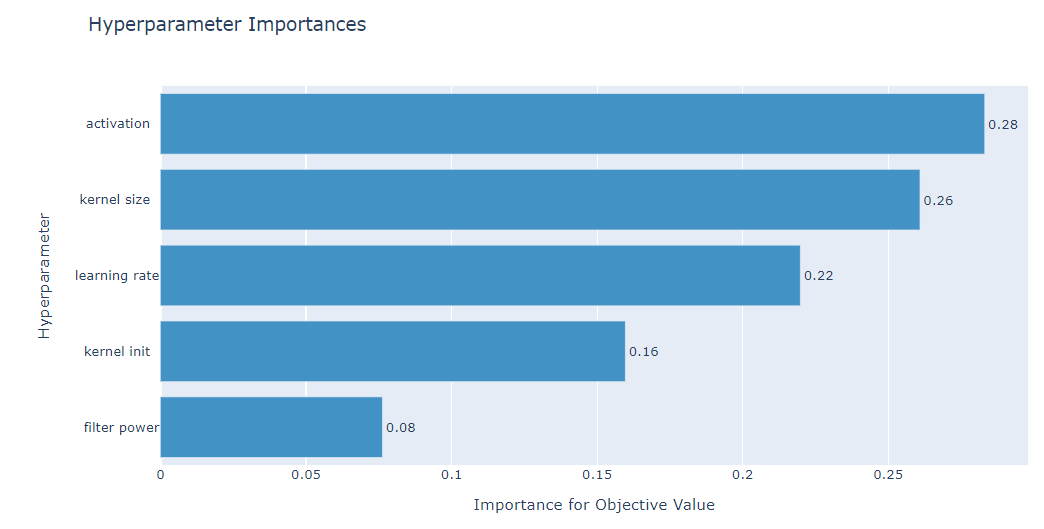 Hyperparameter Importances
Hyperparameter
activation
0.28
kernel size
0.26
learning rate
0.22
kernel init
0.16
filter power
0.08
0
0.05
0.1
0.15
0.2
0.25
Importance for Objective Value